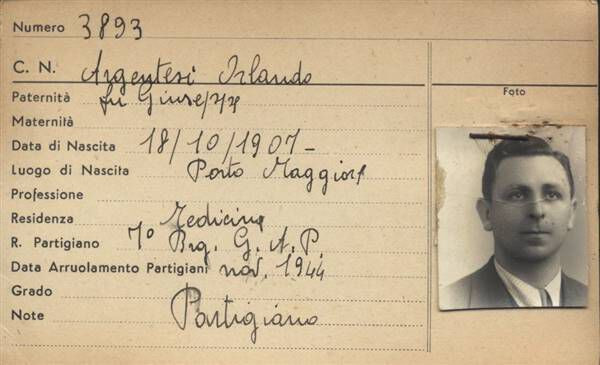 Numero 3893
C. N. Argentesi Orlando
Foto
Paternità fu Giuseppe
Maternità
Data di Nascita 18/10/1907-
Luogo di Nascita Porto Maggiore
Professione
Residenza Medicina
R. Partigiano 7° Brg. G. A. P.
Data Arruolamento Partigiani nov. 1944
Grado
Note Partigiano